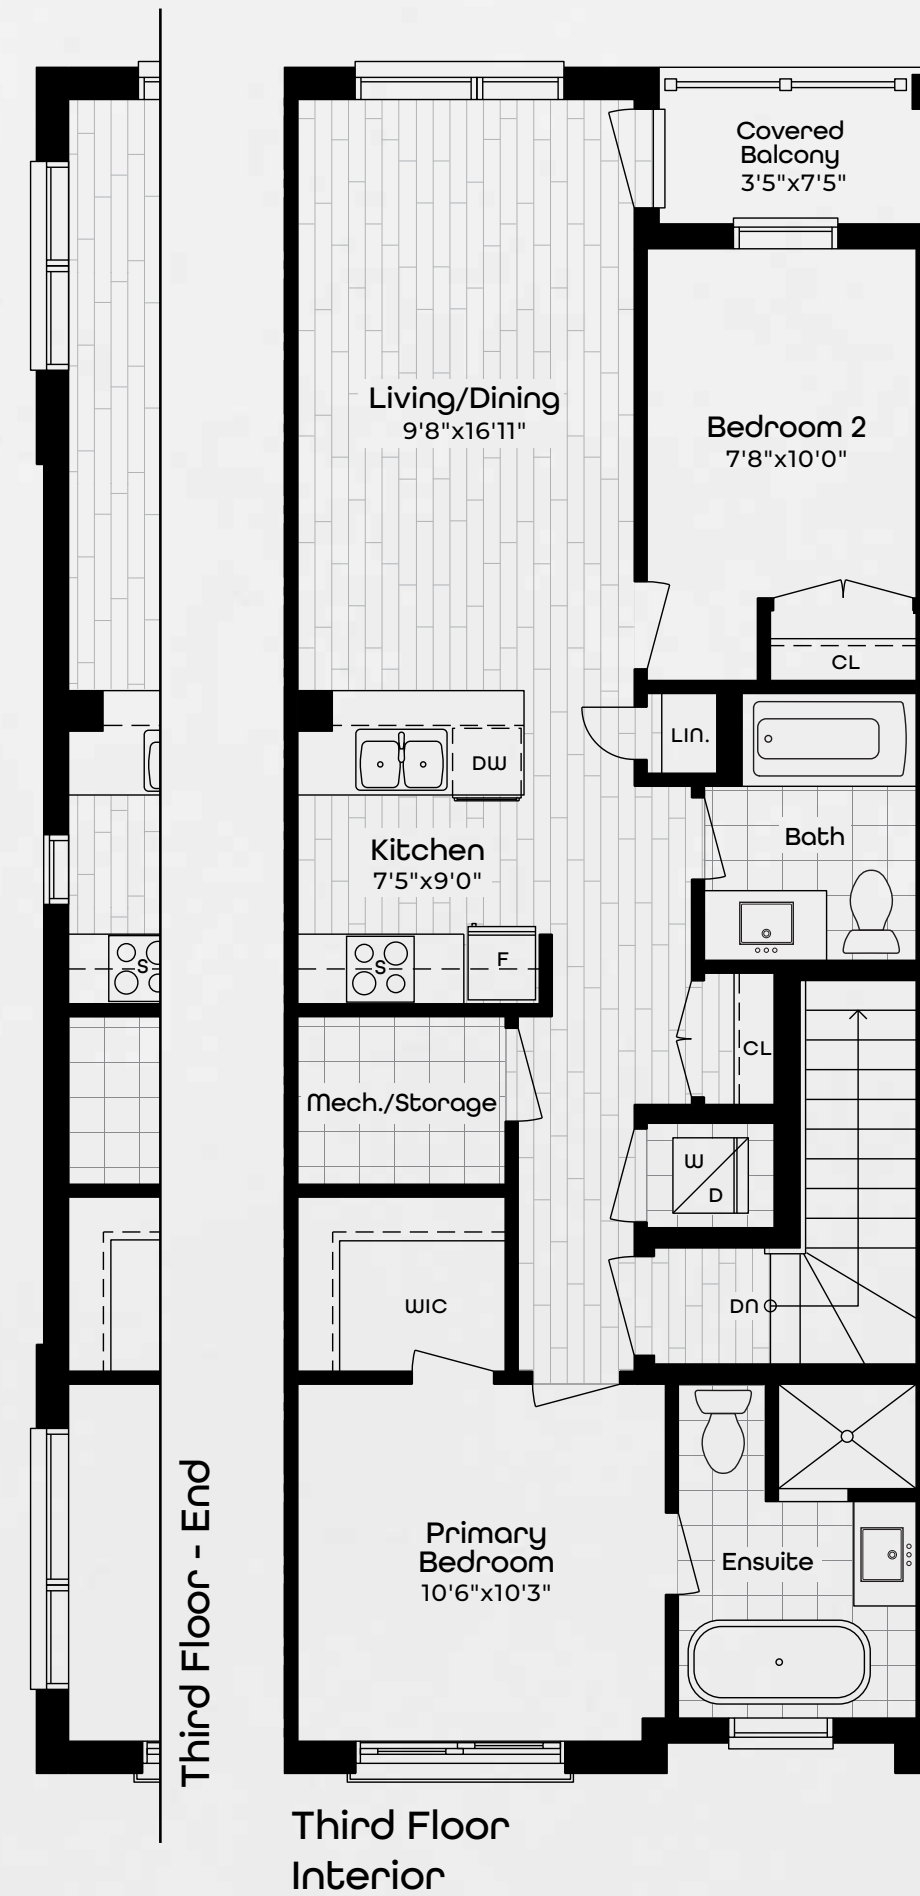 Covered
Balcony
3'5"x7'5"
Living/Dining
9'8"x16'11"
Bedroom 2
7'8"x10'0"
CL
LIN.
DW
Bath
Kitchen
7'5"x9'0"
F
S
S
CL
Mech./Storage
W
D
WIC
DN
Primary
Bedroom
10'6"x10'3"
Ensuite
Third Floor - End
Third Floor
Interior